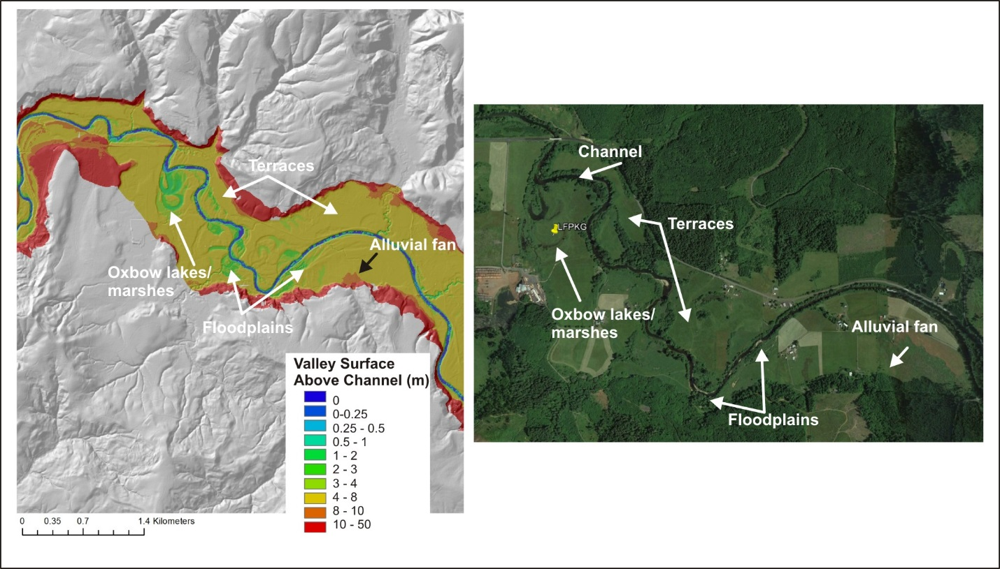 Terraces
Alluvial fan
Oxbow lakes/
marshes
Floodplains
Valley Surface
Above Channel (m)
0
0-0.25
0.25 - 0.5
0.5 - 1
1 - 2
2 - 3
3 - 4
4 - 8
8 - 10
10 - 50
0 0.35 0.7 1.4 Kilometers
Channel
LFPKG
Terraces
Oxbow lakes/
marshes
Alluvial fan
Floodplains